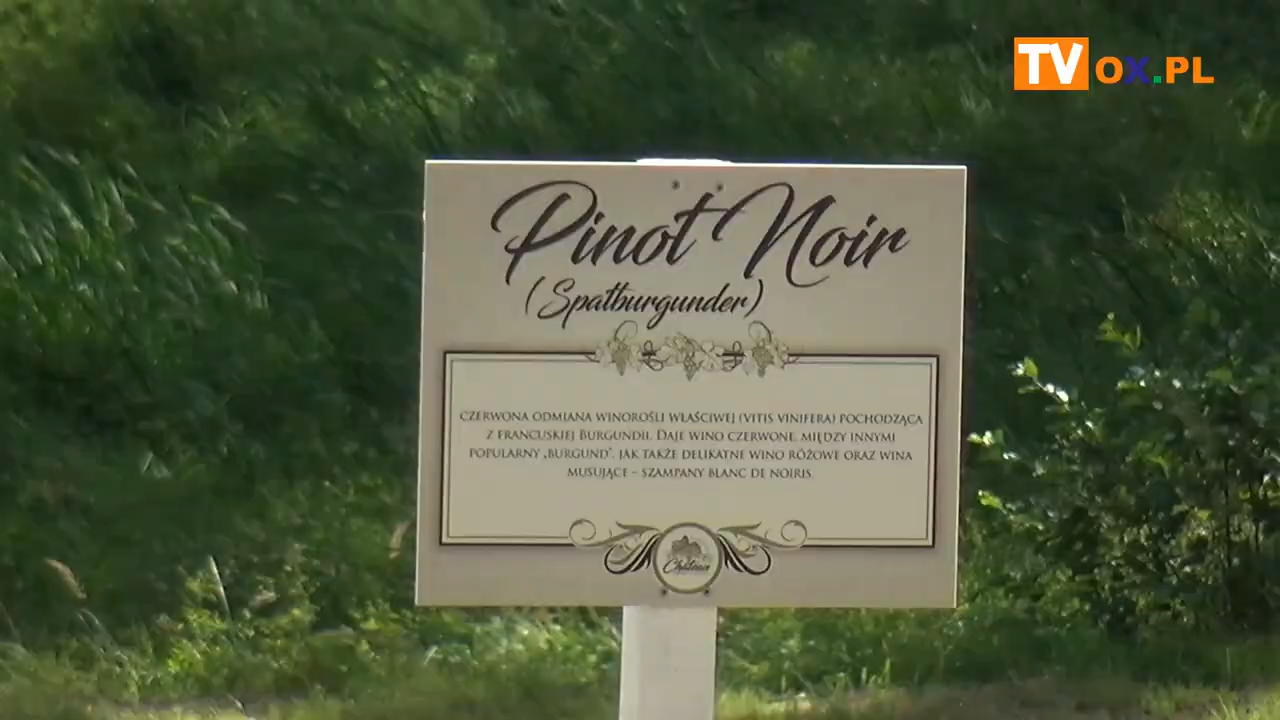 TVOX.PL
Pinot Noir
(Spatburgunder)
CZERWONA ODMIANA WINOROŚLI WŁAŚCIWEJ (VITIS VINIFERA) POCHODZĄCA
Z FRANCUSKIEJ BURGUNDII. DAJE WINO CZERWONE, MIĘDZY INNYMI
POPULARNY „BURGUND”, JAK TAKŻE DELIKATNE WINO RÓŻOWE ORAZ WINA
MUSUJĄCE – SZAMPANY BLANC DE NOIRIS.
Château